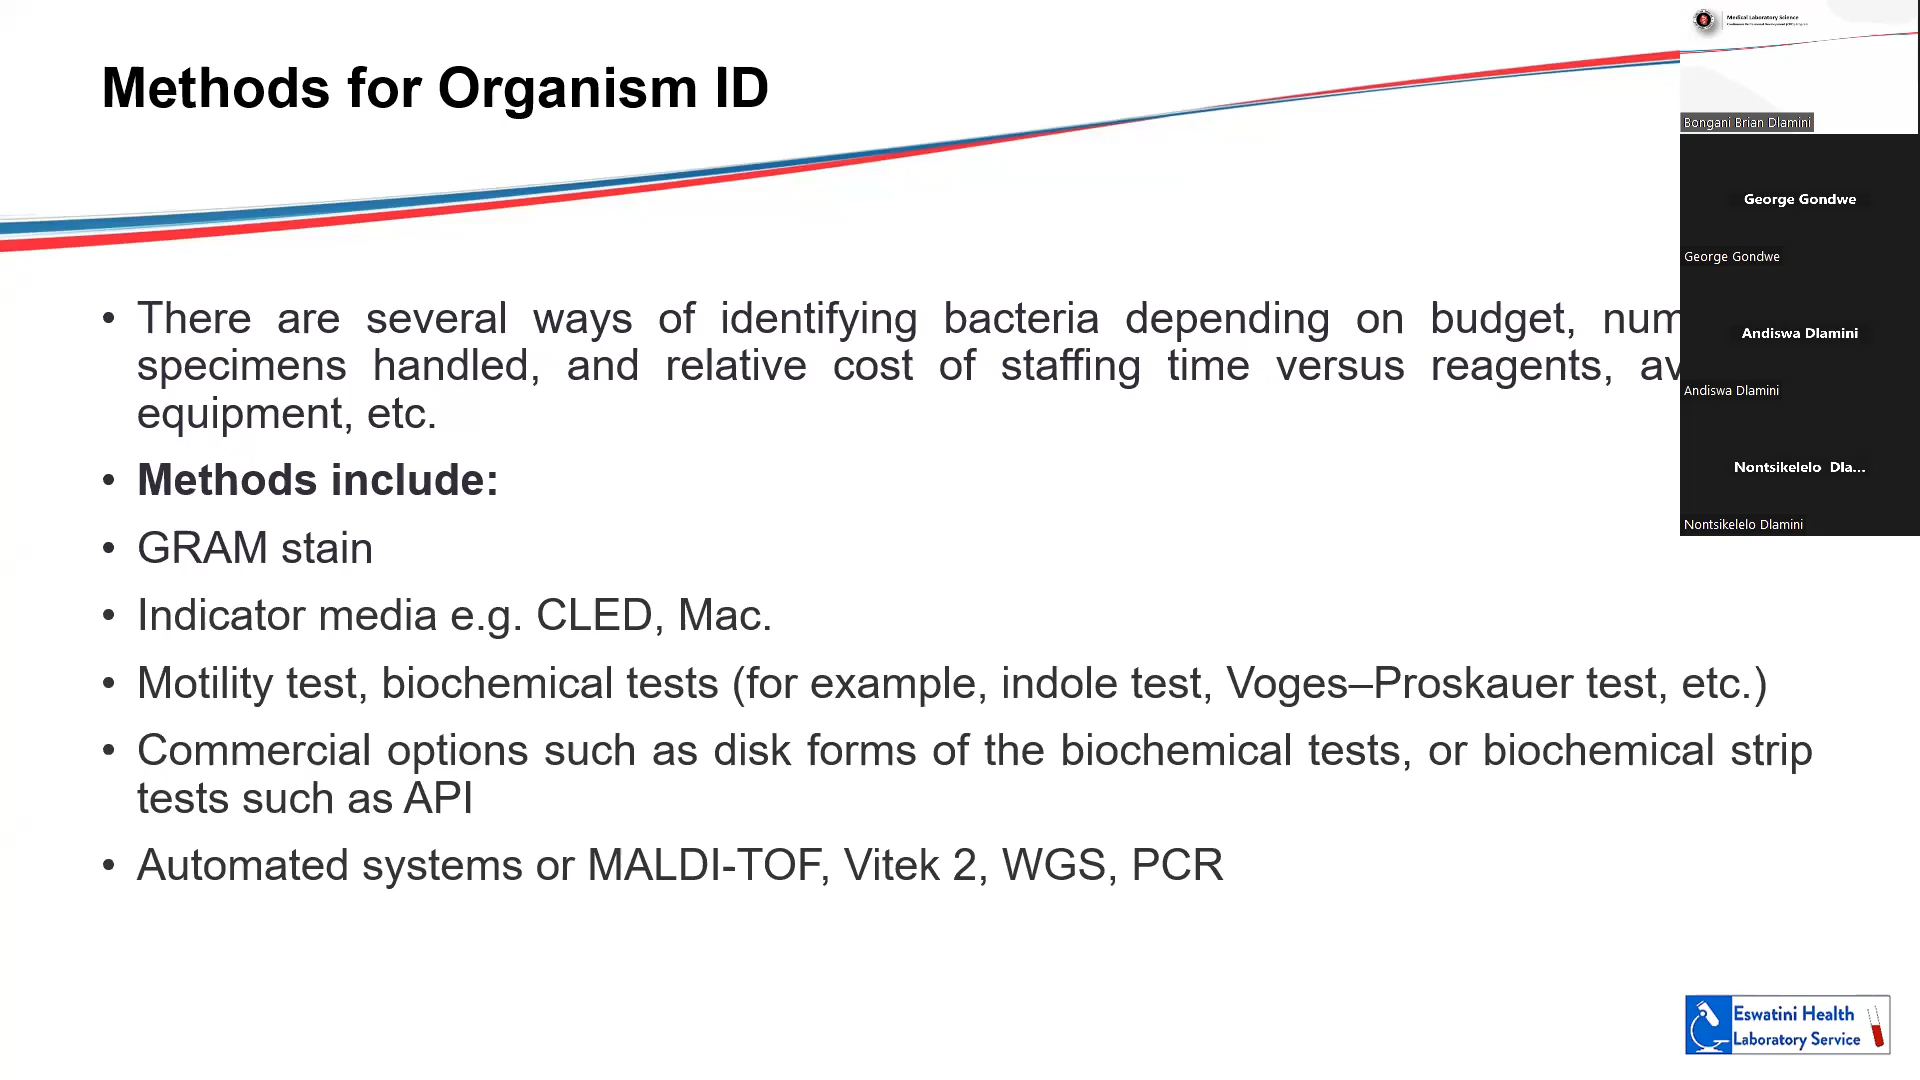 Methods for Organism ID
• There are several ways of identifying bacteria depending on budget, num
specimens handled, and relative cost of staffing time versus reagents, av
equipment, etc.
• Methods include:
• GRAM stain
• Indicator media e.g. CLED, Mac.
• Motility test, biochemical tests (for example, indole test, Voges–Proskauer test, etc.)
• Commercial options such as disk forms of the biochemical tests, or biochemical strip
tests such as API
• Automated systems or MALDI-TOF, Vitek 2, WGS, PCR
Medical Laboratory Science
Bongani Brian Dlamini
George Gondwe
George Gondwe
Andiswa Dlamini
Andiswa Dlamini
Nontsikelelo Dla...
Nontsikelelo Dlamini
Eswatini Health
Laboratory Service